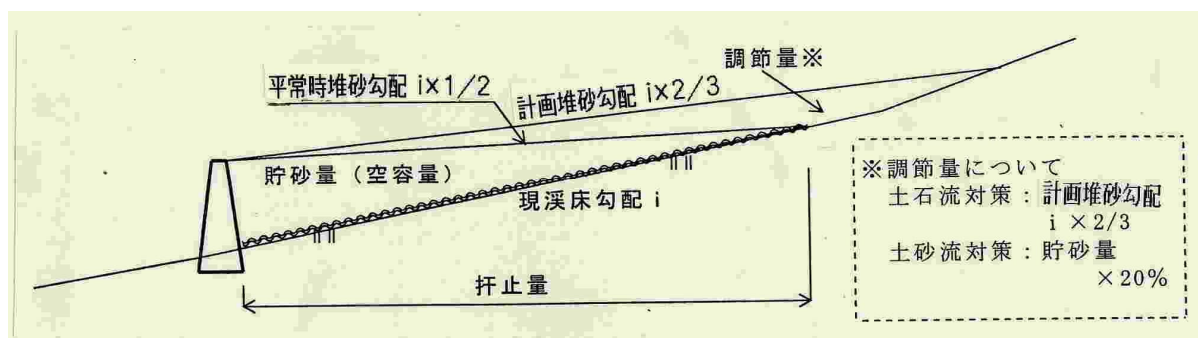 調節量※
平常時堆砂勾配 i×1/2
計画堆砂勾配 i×2/3
貯砂量（空容量）
現渓床勾配 i
扞止量
※調節量について
土石流対策：計画堆砂勾配
i ×2/3
土砂流対策：貯砂量
×20%